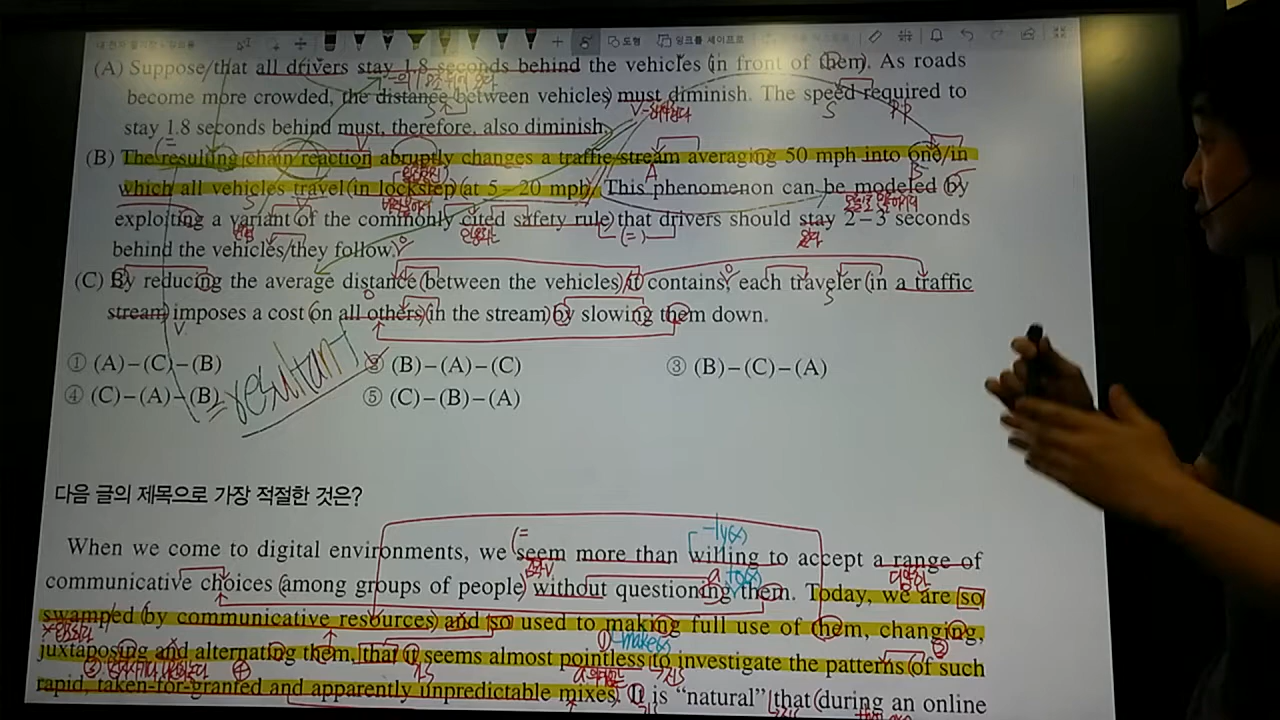 도형
잉크를 셰이프로
(A) Suppose that all drivers stay 1.8 seconds behind the vehicles in front of them. As roads
become more crowded, the distance between vehicles must diminish. The speed required to
stay 1.8 seconds behind must, therefore, also diminish.
(B) The resulting chain reaction abruptly changes a traffic stream averaging 50 mph into one in
which all vehicles travel in lockstep at 5-20 mph. This phenomenon can be modeled by
exploiting a variant of the commonly cited safety rule that drivers should stay 2-3 seconds
behind the vehicles they follow.
(C) By reducing the average distance between the vehicles it contains, each traveler in a traffic
stream imposes a cost on all others in the stream by slowing them down.
① (A)-(C)-(B) ② (B)-(A)-(C) ③ (B)-(C)-(A)
④ (C)-(A)-(B) ⑤ (C)-(B)-(A)
resultant
다음 글의 제목으로 가장 적절한 것은?
-ly(x)
When we come to digital environments, we seem more than willing to accept a range of
communicative choices among groups of people without questioning them. Today, we are so
swamped by communicative resources and so used to making full use of them, changing,
juxtaposing and alternating them, that it seems almost pointless to investigate the patterns of such
rapid, taken-for-granted and apparently unpredictable mixes. It is “natural” that during an online